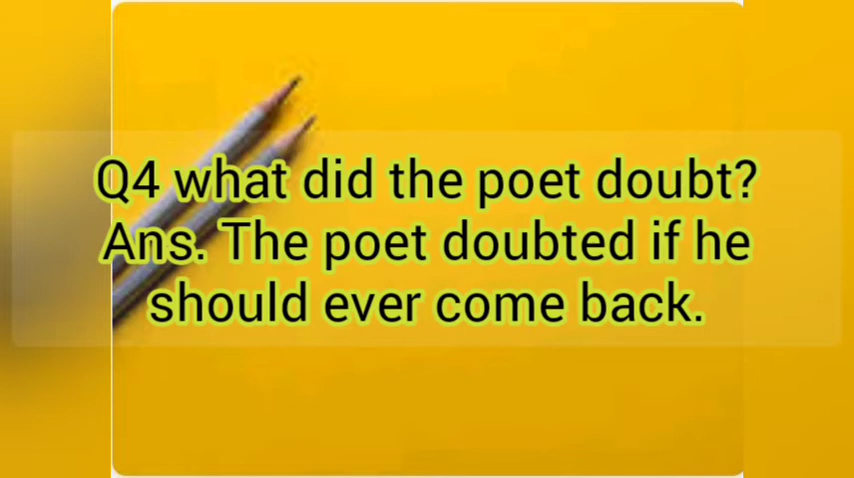 Q4 what did the poet doubt?
Ans. The poet doubted if he
should ever come back.